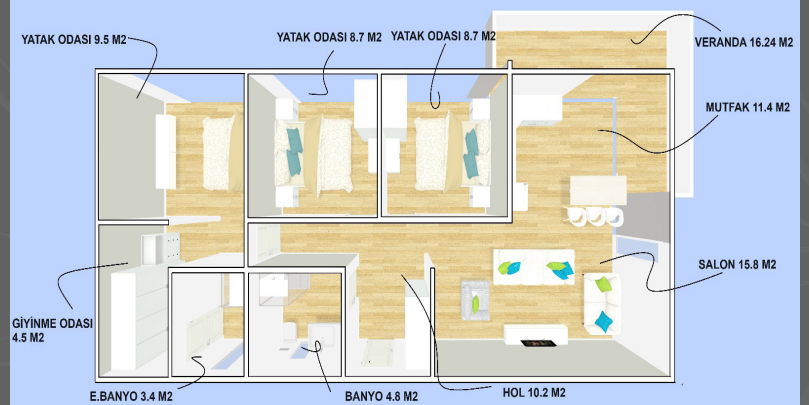 YATAK ODASI 9.5 M2
YATAK ODASI 8.7 M2
YATAK ODASI 8.7 M2
VERANDA 16.24 M2
MUTFAK 11.4 M2
SALON 15.8 M2
GİYİNME ODASI
4.5 M2
E.BANYO 3.4 M2
BANYO 4.8 M2
HOL 10.2 M2